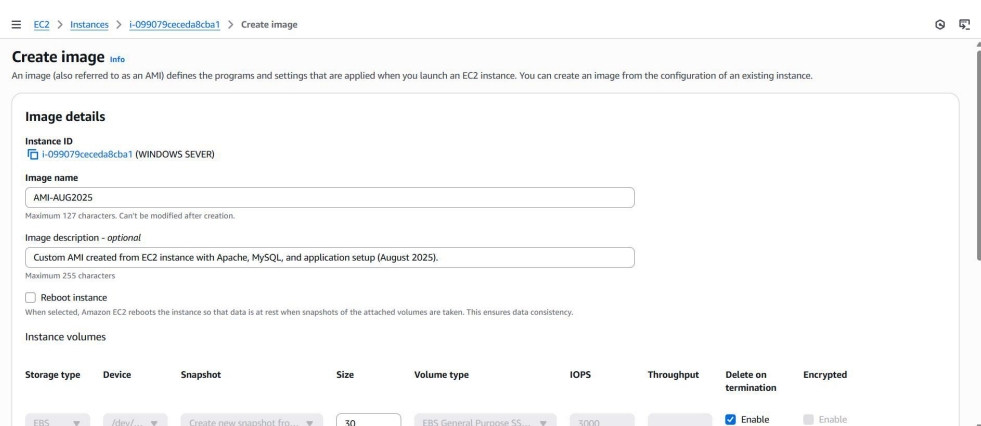 EC2 > Instances > i-099079ceceda8cba1 > Create image
Create image Info
An image (also referred to as an AMI) defines the programs and settings that are applied when you launch an EC2 instance. You can create an image from the configuration of an existing instance.
Image details
Instance ID
i-099079ceceda8cba1 (WINDOWS SEVER)
Image name
AMI-AUG2025
Maximum 127 characters. Can't be modified after creation.
Image description - optional
Custom AMI created from EC2 instance with Apache, MySQL, and application setup (August 2025).
Maximum 255 characters
Reboot instance
When selected, Amazon EC2 reboots the instance so that data is at rest when snapshots of the attached volumes are taken. This ensures data consistency.
Instance volumes
Storage type Device Snapshot Size Volume type IOPS Throughput Delete on termination Encrypted
EBS /dev/... Create new snapshot fro... 30 EBS General Purpose SS... 3000 Enable Enable